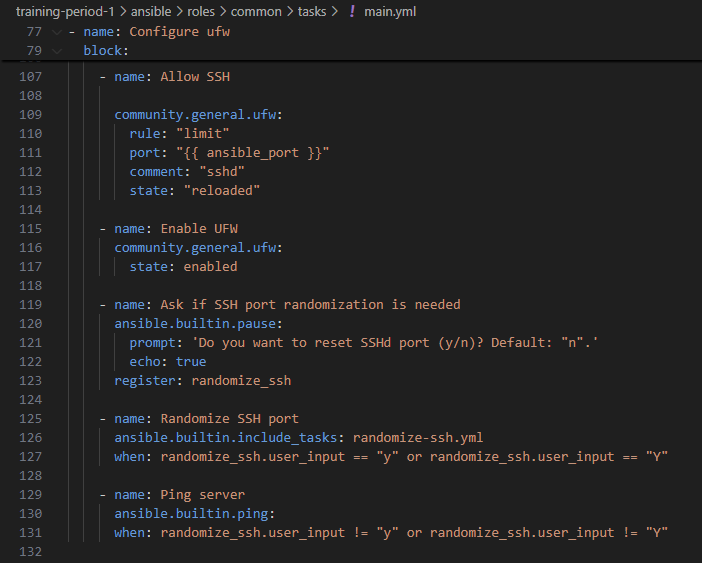 training-period-1 > ansible > roles > common > tasks > ! main.yml
77 - name: Configure ufw
79 block:
107 - name: Allow SSH
108
109 community.general.ufw:
110 rule: "limit"
111 port: "{{ ansible_port }}"
112 comment: "sshd"
113 state: "reloaded"
114
115 - name: Enable UFW
116 community.general.ufw:
117 state: enabled
118
119 - name: Ask if SSH port randomization is needed
120 ansible.builtin.pause:
121 prompt: 'Do you want to reset SSHd port (y/n)? Default: "n".'
122 echo: true
123 register: randomize_ssh
124
125 - name: Randomize SSH port
126 ansible.builtin.include_tasks: randomize-ssh.yml
127 when: randomize_ssh.user_input == "y" or randomize_ssh.user_input == "Y"
128
129 - name: Ping server
130 ansible.builtin.ping:
131 when: randomize_ssh.user_input != "y" or randomize_ssh.user_input != "Y"
132